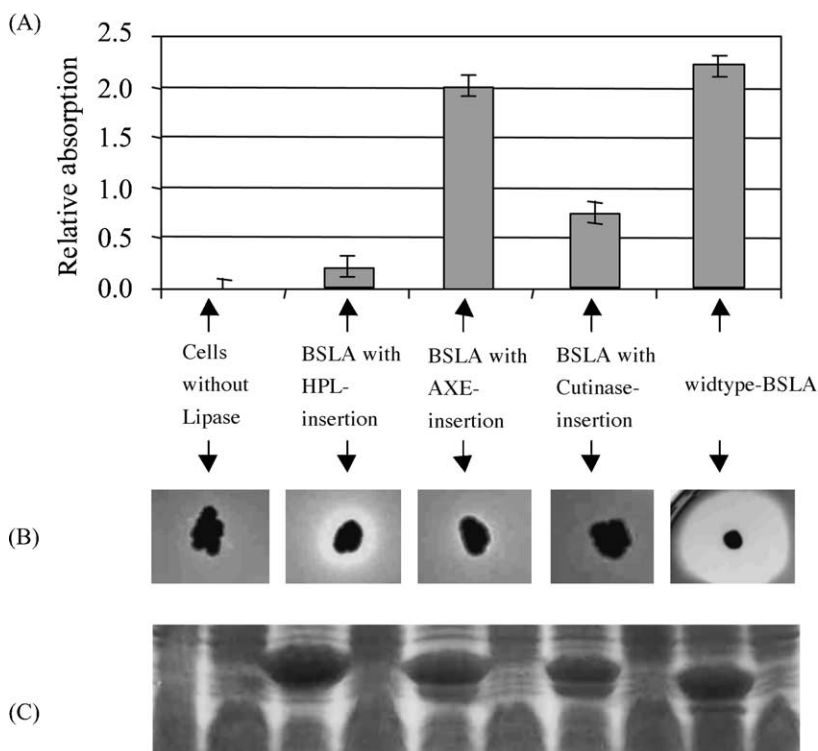 (A)
Relative absorption
2.5
2.0
1.5
1.0
0.5
0.0
Cells
without
Lipase
BSLA with
HPL-
insertion
BSLA with
AXE-
insertion
BSLA with
Cutinase-
insertion
widtype-BSLA
(B)
(C)